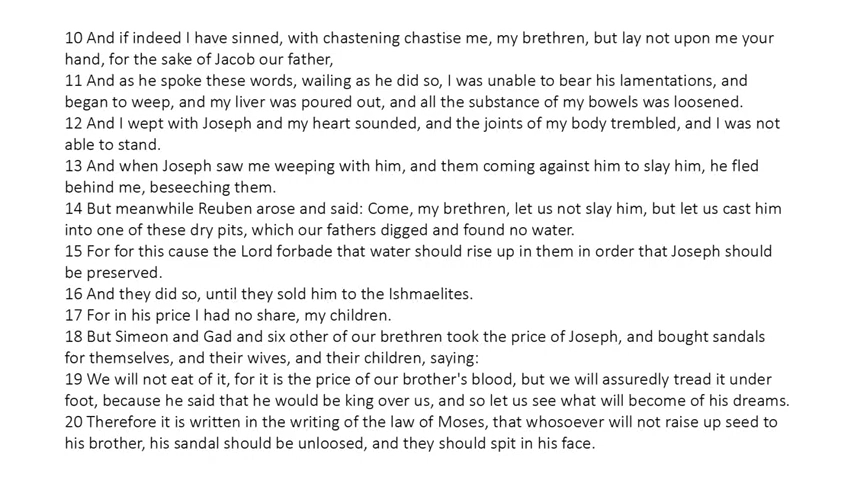 10 And if indeed I have sinned, with chastening chastise me, my brethren, but lay not upon me your
hand, for the sake of Jacob our father,
11 And as he spoke these words, wailing as he did so, I was unable to bear his lamentations, and
began to weep, and my liver was poured out, and all the substance of my bowels was loosened.
12 And I wept with Joseph and my heart sounded, and the joints of my body trembled, and I was not
able to stand.
13 And when Joseph saw me weeping with him, and them coming against him to slay him, he fled
behind me, beseeching them.
14 But meanwhile Reuben arose and said: Come, my brethren, let us not slay him, but let us cast him
into one of these dry pits, which our fathers digged and found no water.
15 For for this cause the Lord forbade that water should rise up in them in order that Joseph should
be preserved.
16 And they did so, until they sold him to the Ishmaelites.
17 For in his price I had no share, my children.
18 But Simeon and Gad and six other of our brethren took the price of Joseph, and bought sandals
for themselves, and their wives, and their children, saying:
19 We will not eat of it, for it is the price of our brother's blood, but we will assuredly tread it under
foot, because he said that he would be king over us, and so let us see what will become of his dreams.
20 Therefore it is written in the writing of the law of Moses, that whosoever will not raise up seed to
his brother, his sandal should be unloosed, and they should spit in his face.